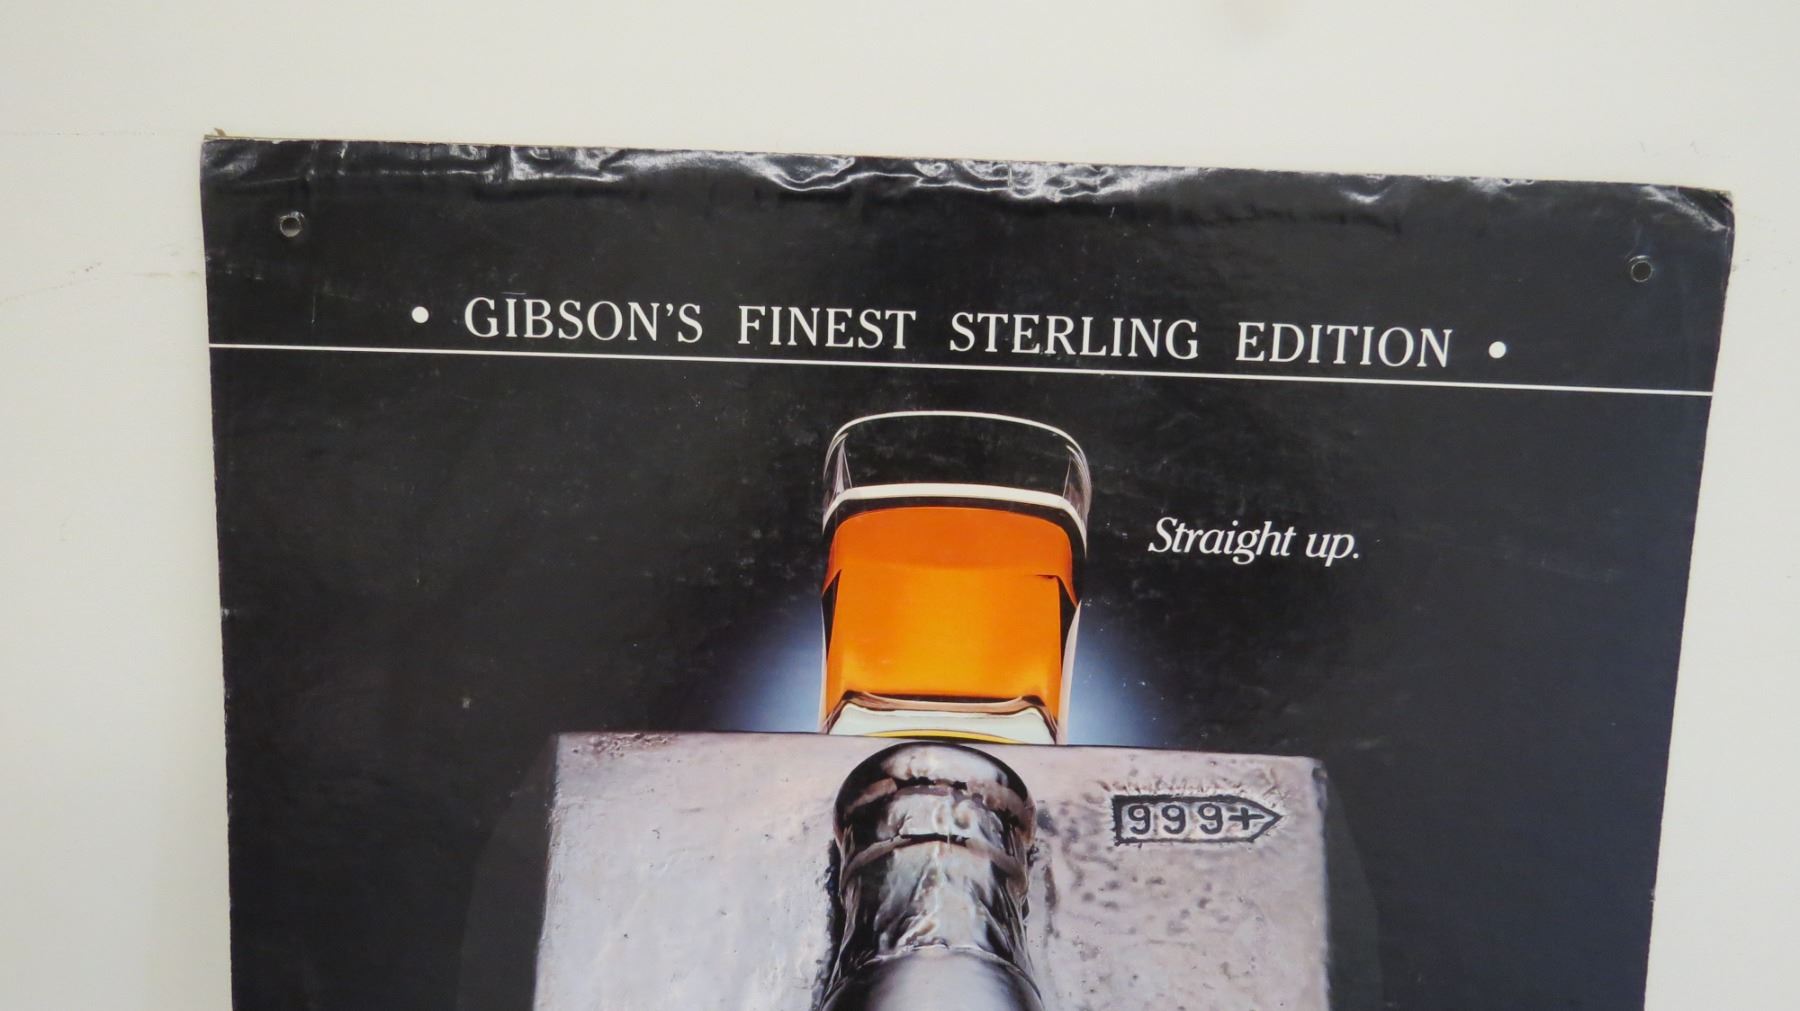 • GIBSON'S FINEST STERLING EDITION •
Straight up.
999+